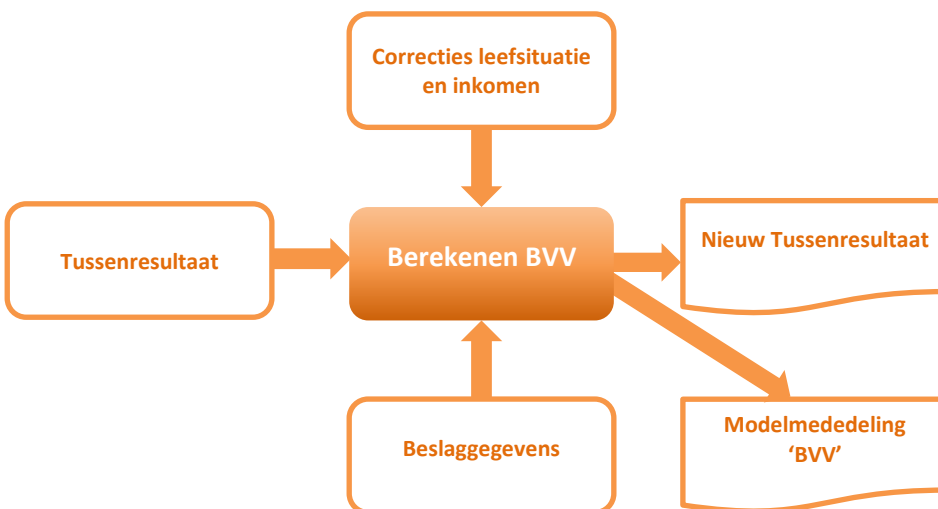 Correcties leefsituatie
en inkomen
Tussenresultaat
Berekenen BVV
Nieuw Tussenresultaat
Beslaggegevens
Modelmededeling
‘BVV’